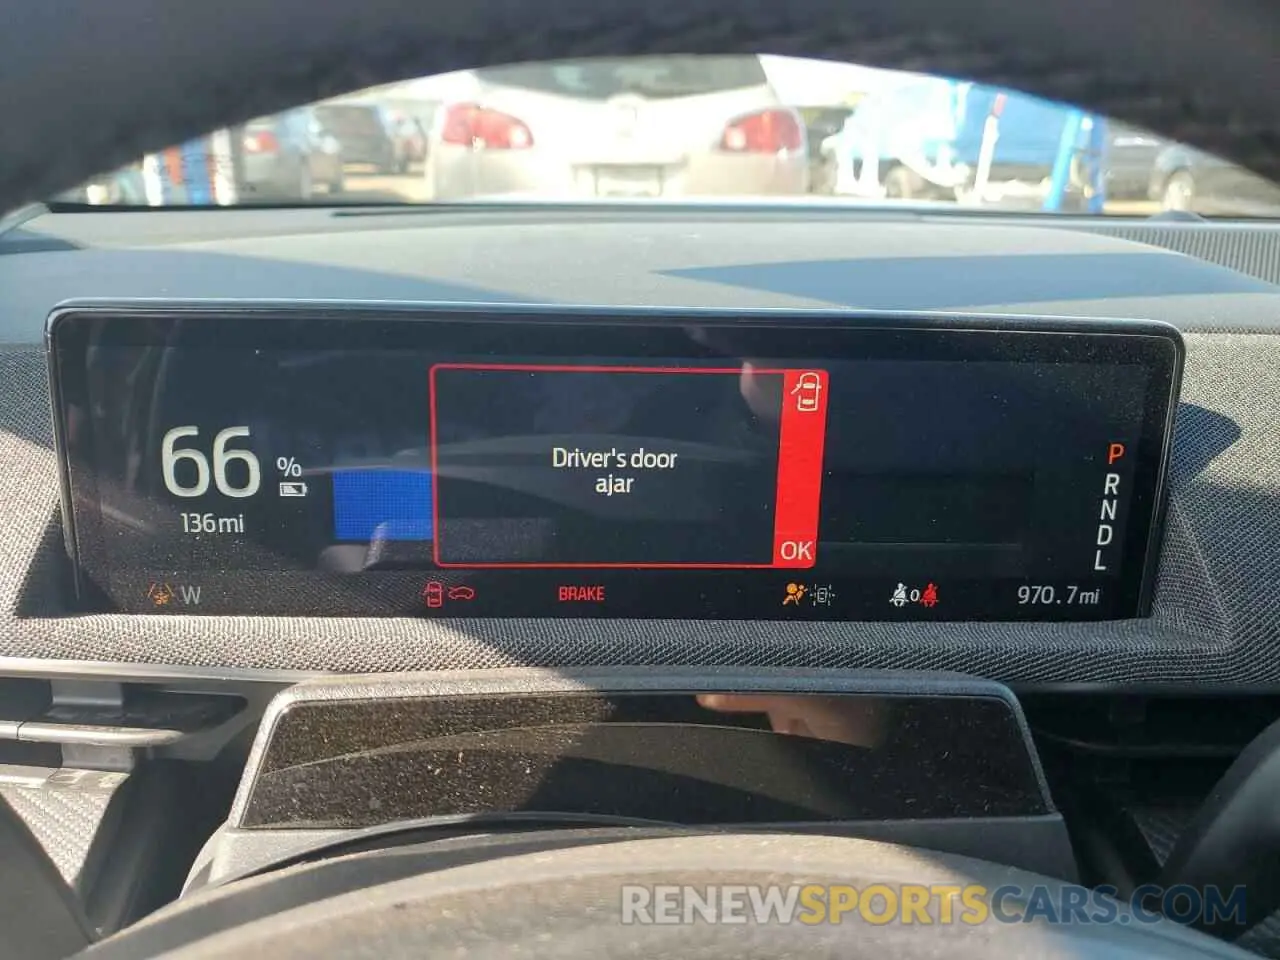 66 %
136mi
Driver's door
ajar
OK
P
R
N
D
L
W
BRAKE
0
970.7mi
RENEWSPORTSCARS.COM